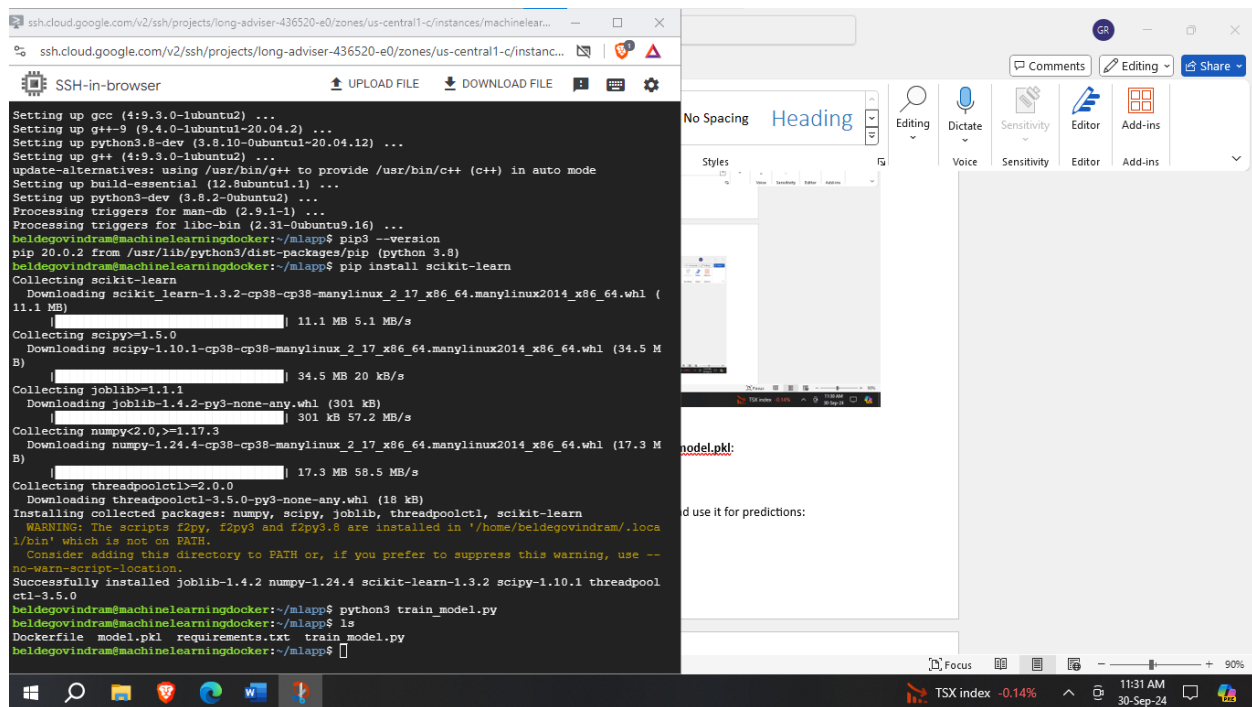 ssh.cloud.google.com/v2/ssh/projects/long-adviser-436520-e0/zones/us-central1-c/instances/machinelear...
ssh.cloud.google.com/v2/ssh/projects/long-adviser-436520-e0/zones/us-central1-c/instanc...
SSH-in-browser
UPLOAD FILE
DOWNLOAD FILE
Setting up gcc (4:9.3.0-1ubuntu2) ...
Setting up g++-9 (9.4.0-1ubuntu1~20.04.2) ...
Setting up python3.8-dev (3.8.10-0ubuntu1~20.04.12) ...
Setting up g++ (4:9.3.0-1ubuntu2) ...
update-alternatives: using /usr/bin/g++ to provide /usr/bin/c++ (c++) in auto mode
Setting up build-essential (12.8ubuntu1.1) ...
Setting up python3-dev (3.8.2-0ubuntu2) ...
Processing triggers for man-db (2.9.1-1) ...
Processing triggers for libc-bin (2.31-0ubuntu9.16) ...
beldegovindram@machinelearningdocker:~/mlapp$ pip3 --version
pip 20.0.2 from /usr/lib/python3/dist-packages/pip (python 3.8)
beldegovindram@machinelearningdocker:~/mlapp$ pip install scikit-learn
Collecting scikit-learn
Downloading scikit_learn-1.3.2-cp38-cp38-manylinux_2_17_x86_64.manylinux2014_x86_64.whl (
11.1 MB)
| | 11.1 MB 5.1 MB/s
Collecting scipy>=1.5.0
Downloading scipy-1.10.1-cp38-cp38-manylinux_2_17_x86_64.manylinux2014_x86_64.whl (34.5 M
B)
| | 34.5 MB 20 kB/s
Collecting joblib>=1.1.1
Downloading joblib-1.4.2-py3-none-any.whl (301 kB)
| | 301 kB 57.2 MB/s
Collecting numpy<2.0,>=1.17.3
Downloading numpy-1.24.4-cp38-cp38-manylinux_2_17_x86_64.manylinux2014_x86_64.whl (17.3 M
B)
| | 17.3 MB 58.5 MB/s
Collecting threadpoolctl>=2.0.0
Downloading threadpoolctl-3.5.0-py3-none-any.whl (18 kB)
Installing collected packages: numpy, scipy, joblib, threadpoolctl, scikit-learn
WARNING: The scripts f2py, f2py3 and f2py3.8 are installed in '/home/beldegovindram/.loca
l/bin' which is not on PATH.
Consider adding this directory to PATH or, if you prefer to suppress this warning, use --
no-warn-script-location.
Successfully installed joblib-1.4.2 numpy-1.24.4 scikit-learn-1.3.2 scipy-1.10.1 threadpool
ctl-3.5.0
beldegovindram@machinelearningdocker:~/mlapp$ python3 train_model.py
beldegovindram@machinelearningdocker:~/mlapp$ ls
Dockerfile model.pkl requirements.txt train_model.py
beldegovindram@machinelearningdocker:~/mlapp$
GR
Comments
Editing
Share
No Spacing
Heading
Editing
Dictate
Sensitivity
Editor
Add-ins
Styles
Voice
Sensitivity
Editor
Add-ins
TSX index -0.14%
11:30 AM
30-Sep-24
model.pkl:
d use it for predictions:
Focus
90%
TSX index -0.14%
11:31 AM
30-Sep-24